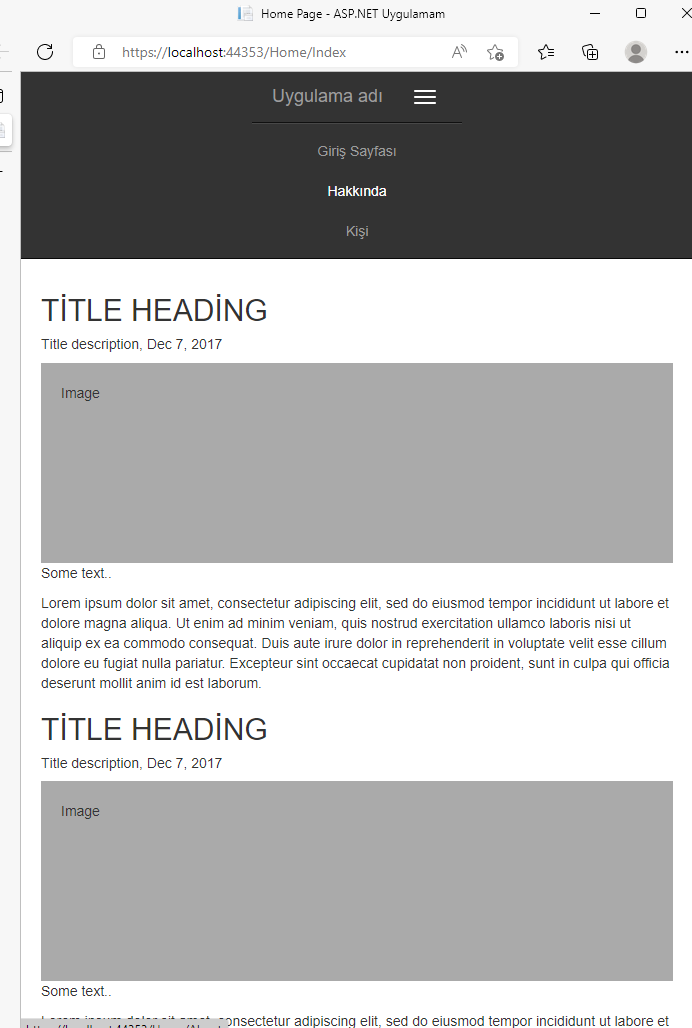 Home Page - ASP.NET Uygulamam
https://localhost:44353/Home/Index
Uygulama adı
Giriş Sayfası
Hakkında
Kişi
TİTLE HEADİNG
Title description, Dec 7, 2017
Image
Some text..
Lorem ipsum dolor sit amet, consectetur adipiscing elit, sed do eiusmod tempor incididunt ut labore et
dolore magna aliqua. Ut enim ad minim veniam, quis nostrud exercitation ullamco laboris nisi ut
aliquip ex ea commodo consequat. Duis aute irure dolor in reprehenderit in voluptate velit esse cillum
dolore eu fugiat nulla pariatur. Excepteur sint occaecat cupidatat non proident, sunt in culpa qui officia
deserunt mollit anim id est laborum.
TİTLE HEADİNG
Title description, Dec 7, 2017
Image
Some text..
consectetur adipiscing elit, sed do eiusmod tempor incididunt ut labore et